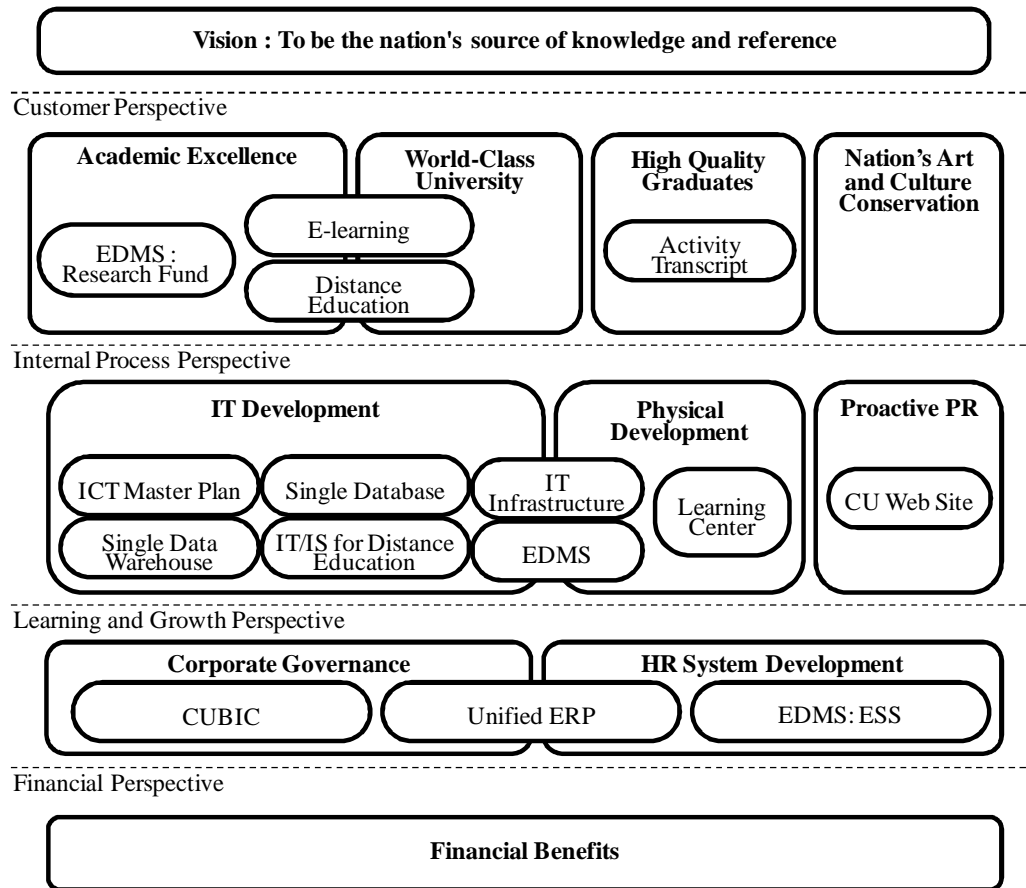 Vision : To be the nation's source of knowledge and reference
Customer Perspective
Academic Excellence
World-Class
University
High Quality
Graduates
Nation’s Art
and Culture
Conservation
EDMS :
Research Fund
E-learning
Distance
Education
Activity
Transcript
Internal Process Perspective
IT Development
Physical
Development
Proactive PR
ICT Master Plan
Single Database
IT
Infrastructure
Learning
Center
CU Web Site
Single Data
Warehouse
IT/IS for Distance
Education
EDMS
Learning and Growth Perspective
Corporate Governance
HR System Development
CUBIC
Unified ERP
EDMS: ESS
Financial Perspective
Financial Benefits